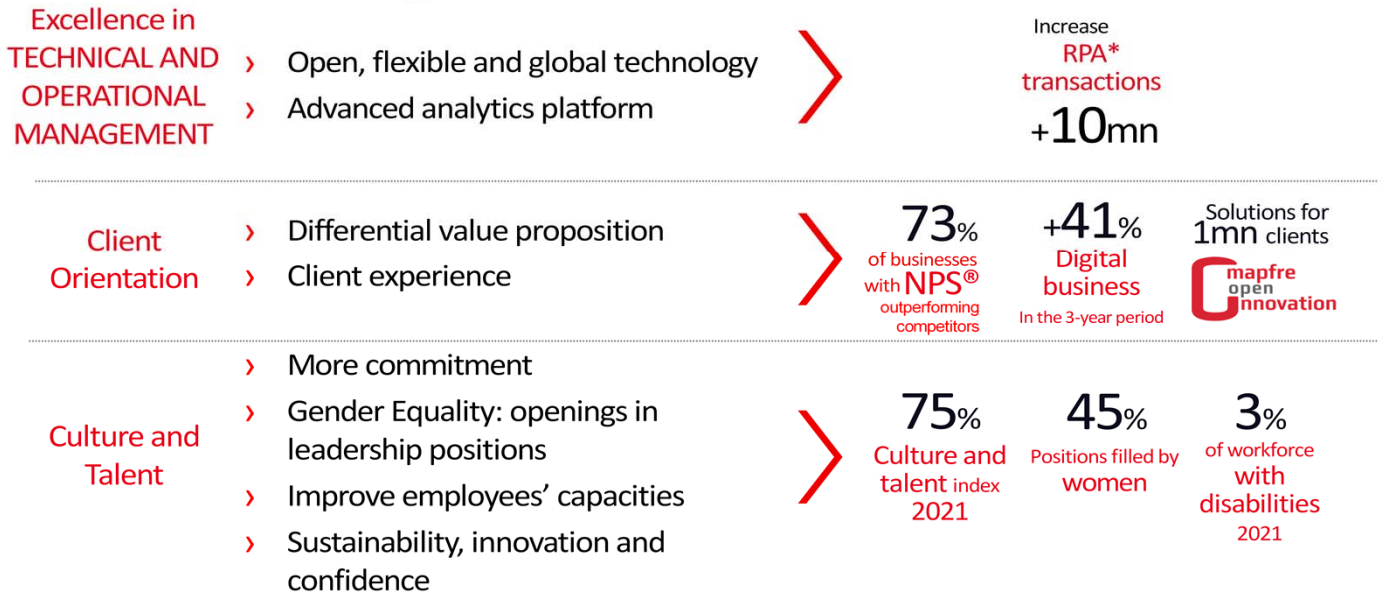 Excellence in
TECHNICAL AND
OPERATIONAL
MANAGEMENT
› Open, flexible and global technology
› Advanced analytics platform
Increase
RPA*
transactions
+10mn
Client
Orientation
› Differential value proposition
› Client experience
73%
of businesses
with NPS®
outperforming
competitors
+41%
Digital
business
In the 3-year period
Solutions for
1mn clients
mapfre
open
innovation
Culture and
Talent
› More commitment
› Gender Equality: openings in
leadership positions
› Improve employees’ capacities
› Sustainability, innovation and
confidence
75%
Culture and
talent index
2021
45%
Positions filled by
women
3%
of workforce
with
disabilities
2021